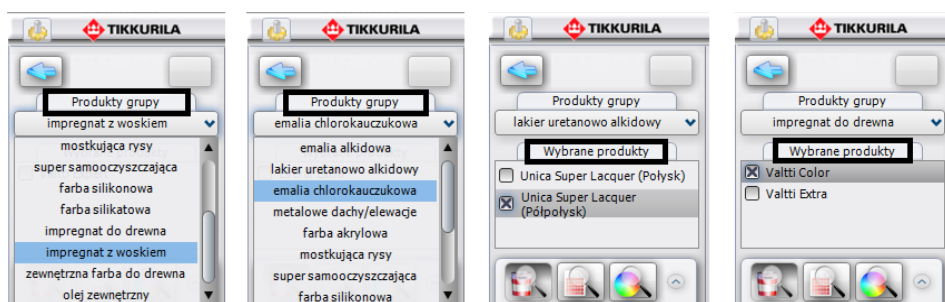 TIKKURILA
Produkty grupy
impregnat z woskiem
mostkująca rysy
super samooczyszczająca
farba silikonowa
farba silikatowa
impregnat do drewna
impregnat z woskiem
zewnętrzna farba do drewna
olej zewnętrzny
TIKKURILA
Produkty grupy
emalia chlorokauczukowa
emalia alkidowa
lakier uretanowo alkidowy
emalia chlorokauczukowa
metalowe dachy/elewacje
farba akrylowa
mostkująca rysy
super samooczyszczająca
farba silikonowa
TIKKURILA
Produkty grupy
lakier uretanowo alkidowy
Wybrane produkty
Unica Super Lacquer (Połysk)
Unica Super Lacquer
(Półpołysk)
TIKKURILA
Produkty grupy
impregnat do drewna
Wybrane produkty
Valtti Color
Valtti Extra